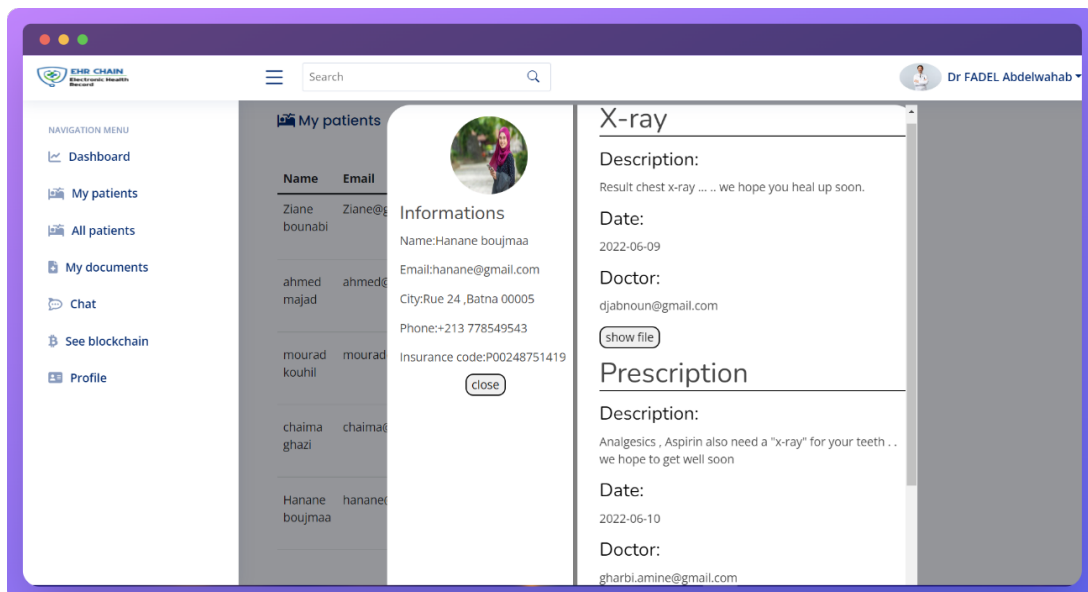 EHR CHAIN
Electronic Health
Record
Search
Dr FADEL Abdelwahab
NAVIGATION MENU
Dashboard
My patients
All patients
My documents
Chat
See blockchain
Profile
My patients
Name Email
Ziane Ziane@g
bounabi
ahmed ahmed@
majad
mourad mourad
kouhil
chaima chaima@
ghazi
Hanane hanane@
boujmaa
Informations
Name:Hanane boujmaa
Email:hanane@gmail.com
City:Rue 24 ,Batna 00005
Phone:+213 778549543
Insurance code:P00248751419
close
X-ray
Description:
Result chest x-ray ... .. we hope you heal up soon.
Date:
2022-06-09
Doctor:
djabnoun@gmail.com
show file
Prescription
Description:
Analgesics , Aspirin also need a "x-ray" for your teeth . .
we hope to get well soon
Date:
2022-06-10
Doctor:
gharbi.amine@gmail.com